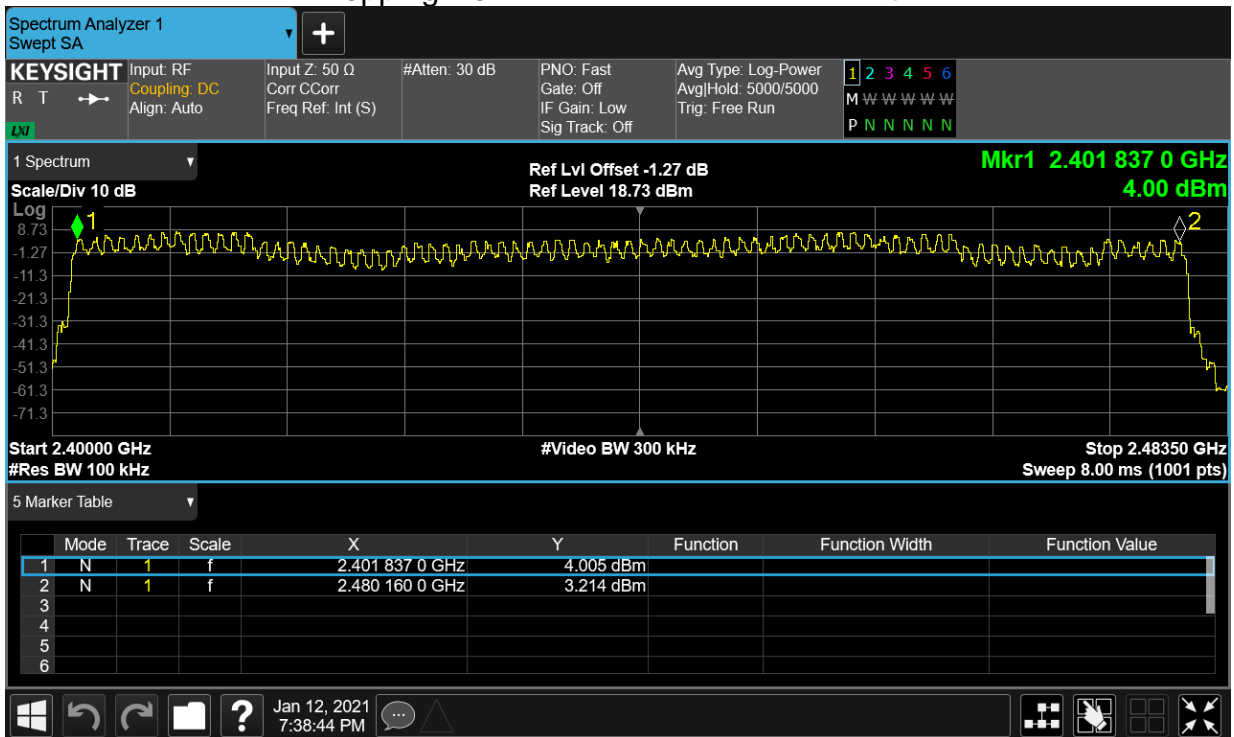 Spectrum Analyzer 1
Swept SA
+
KEYSIGHT Input: RF Input Z: 50 Ω #Atten: 30 dB PNO: Fast Avg Type: Log-Power 1 2 3 4 5 6
R T Coupling: DC Corr CCorr Gate: Off Avg|Hold: 5000/5000 M W W W W W
Align: Auto Freq Ref: Int (S) IF Gain: Low Trig: Free Run
LXI Sig Track: Off P N N N N N
1 Spectrum Ref Lvl Offset -1.27 dB Mkr1 2.401 837 0 GHz
Scale/Div 10 dB Ref Level 18.73 dBm 4.00 dBm
Log
1 2
8.73
-1.27
-11.3
-21.3
-31.3
-41.3
-51.3
-61.3
-71.3
Start 2.40000 GHz #Video BW 300 kHz Stop 2.48350 GHz
#Res BW 100 kHz Sweep 8.00 ms (1001 pts)
5 Marker Table
Mode Trace Scale X Y Function Function Width Function Value
1 N 1 f 2.401 837 0 GHz 4.005 dBm
2 N 1 f 2.480 160 0 GHz 3.214 dBm
3
4
5
6
? Jan 12, 2021
7:38:44 PM